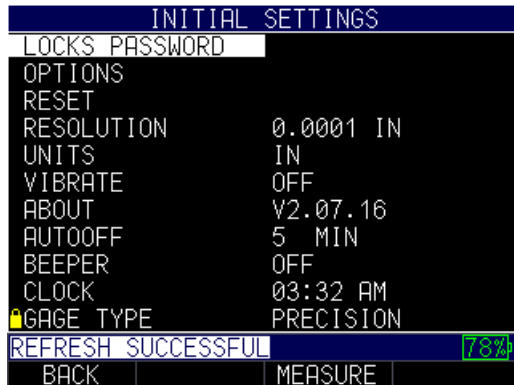 INITIAL SETTINGS
LOCKS PASSWORD
OPTIONS
RESET
RESOLUTION 0.0001 IN
UNITS IN
VIBRATE OFF
ABOUT V2.07.16
AUTOOFF 5 MIN
BEEPER OFF
CLOCK 03:32 AM
GAGE TYPE PRECISION
REFRESH SUCCESSFUL 78%
BACK MEASURE